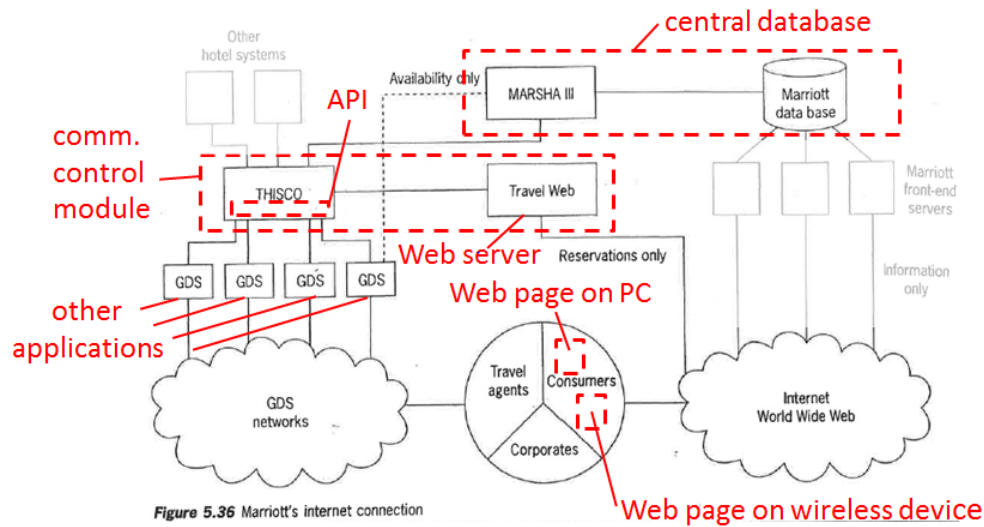 central database
Other
hotel systems
Availability only
MARSHA III
Marriott
data base
API
comm.
control
module
THISCO
Travel Web
Marriott
front-end
servers
Web server
Reservations only
GDS
GDS
GDS
GDS
Information
only
Web page on PC
other
applications
Travel
agents
Consumers
GDS
networks
Internet
World Wide Web
Corporates
Figure 5.36 Marriott's internet connection
Web page on wireless device